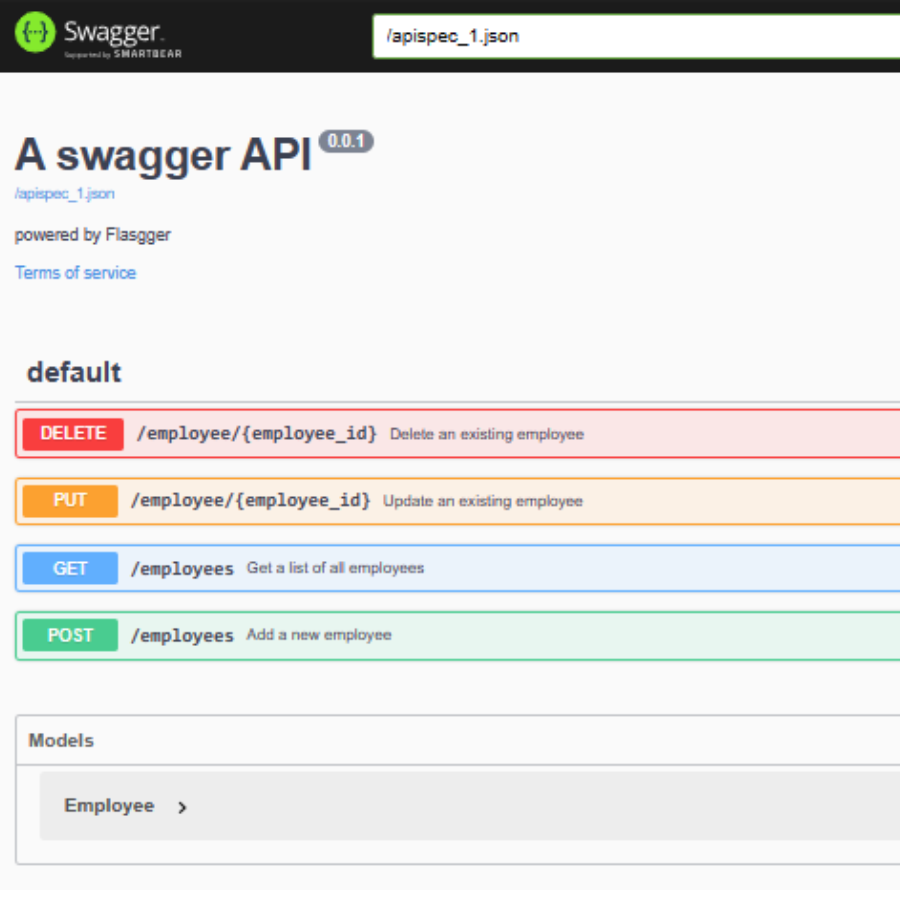 {···} Swagger. /apispec_1.json
Supported by SMARTBEAR
A swagger API 0.0.1
/apispec_1.json
powered by Flasgger
Terms of service
default
DELETE /employee/{employee_id} Delete an existing employee
PUT /employee/{employee_id} Update an existing employee
GET /employees Get a list of all employees
POST /employees Add a new employee
Models
Employee >